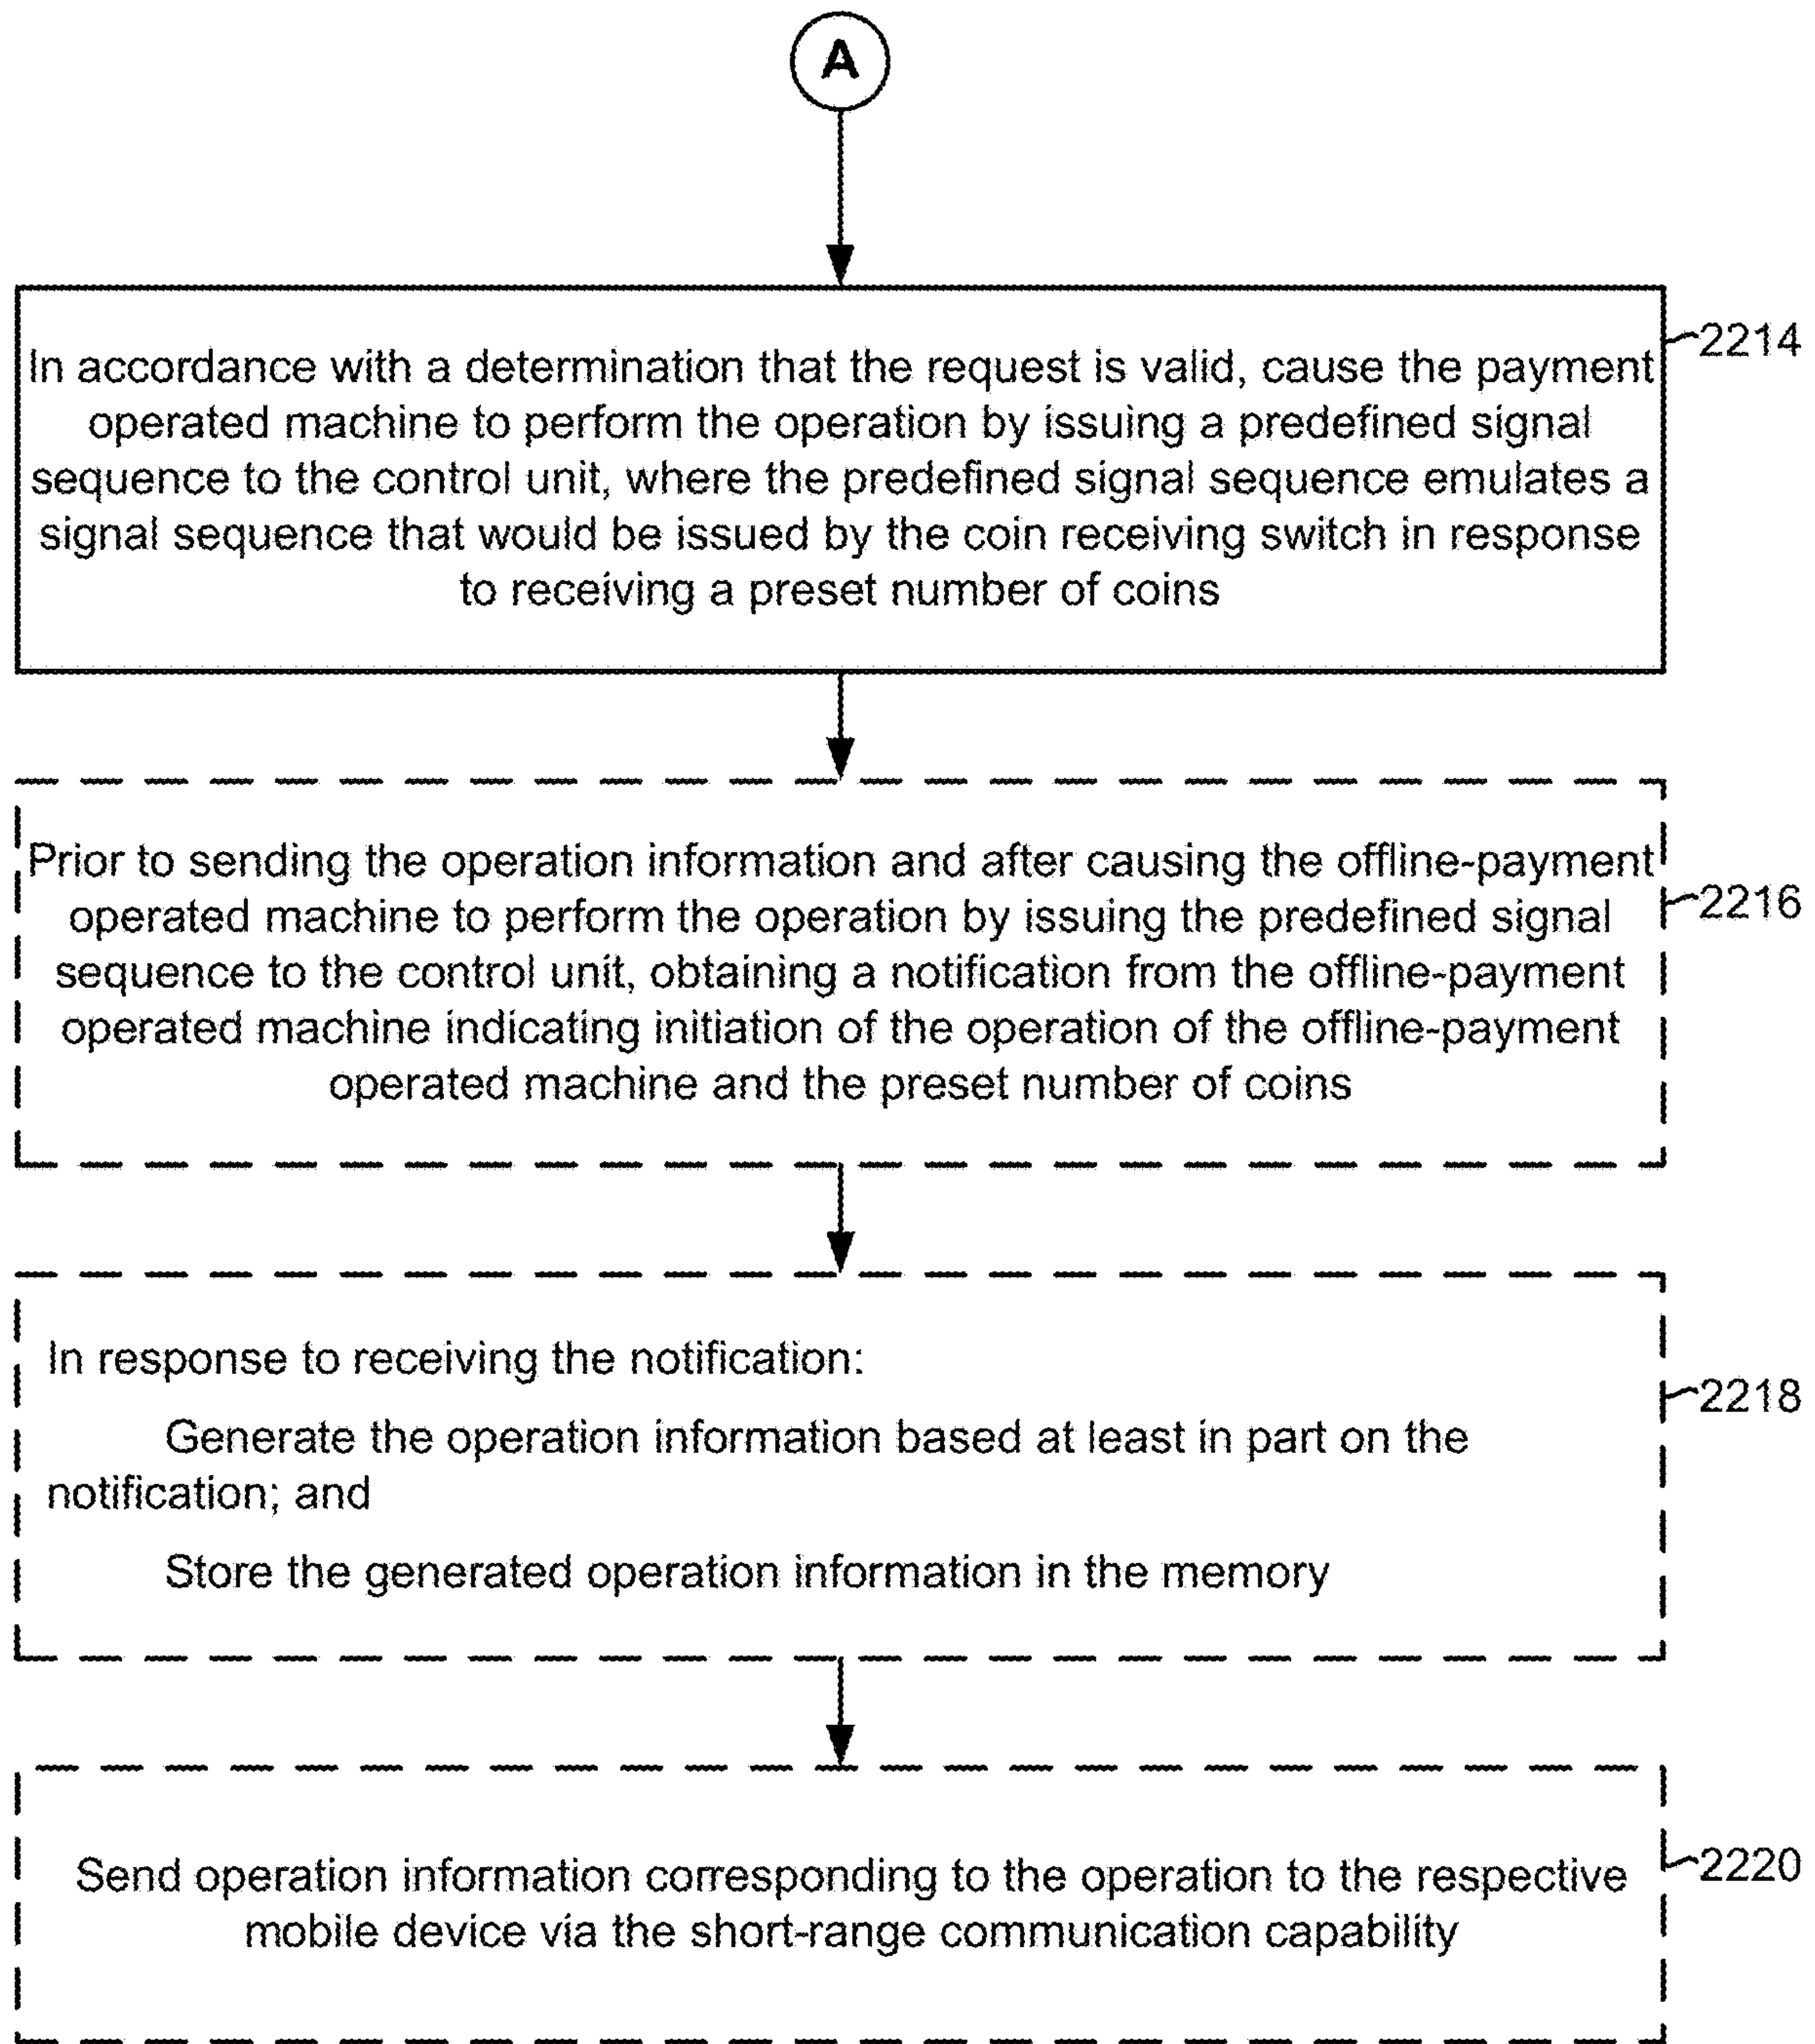 A
In accordance with a determination that the request is valid, cause the payment
operated machine to perform the operation by issuing a predefined signal
sequence to the control unit, where the predefined signal sequence emulates a
signal sequence that would be issued by the coin receiving switch in response
to receiving a preset number of coins
2214
Prior to sending the operation information and after causing the offline-payment
operated machine to perform the operation by issuing the predefined signal
sequence to the control unit, obtaining a notification from the offline-payment
operated machine indicating initiation of the operation of the offline-payment
operated machine and the preset number of coins
2216
In response to receiving the notification:
Generate the operation information based at least in part on the
notification; and
Store the generated operation information in the memory
2218
Send operation information corresponding to the operation to the respective
mobile device via the short-range communication capability
2220